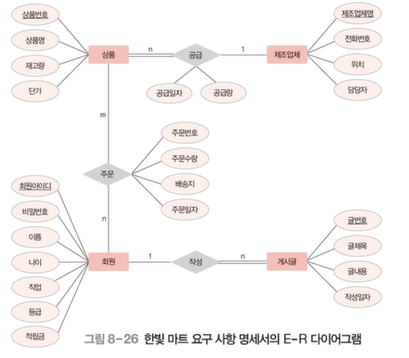 상품번호
상품명
재고량
단가
상품
n
공급
1
제조업체
공급일자
공급량
제조업체명
전화번호
위치
담당자
m
주문
주문번호
주문수량
배송지
주문일자
n
회원아이디
비밀번호
이름
나이
직업
등급
적립금
회원
1
작성
n
게시글
글번호
글제목
글내용
작성일자
그림 8-26 한빛 마트 요구 사항 명세서의 E-R 다이어그램